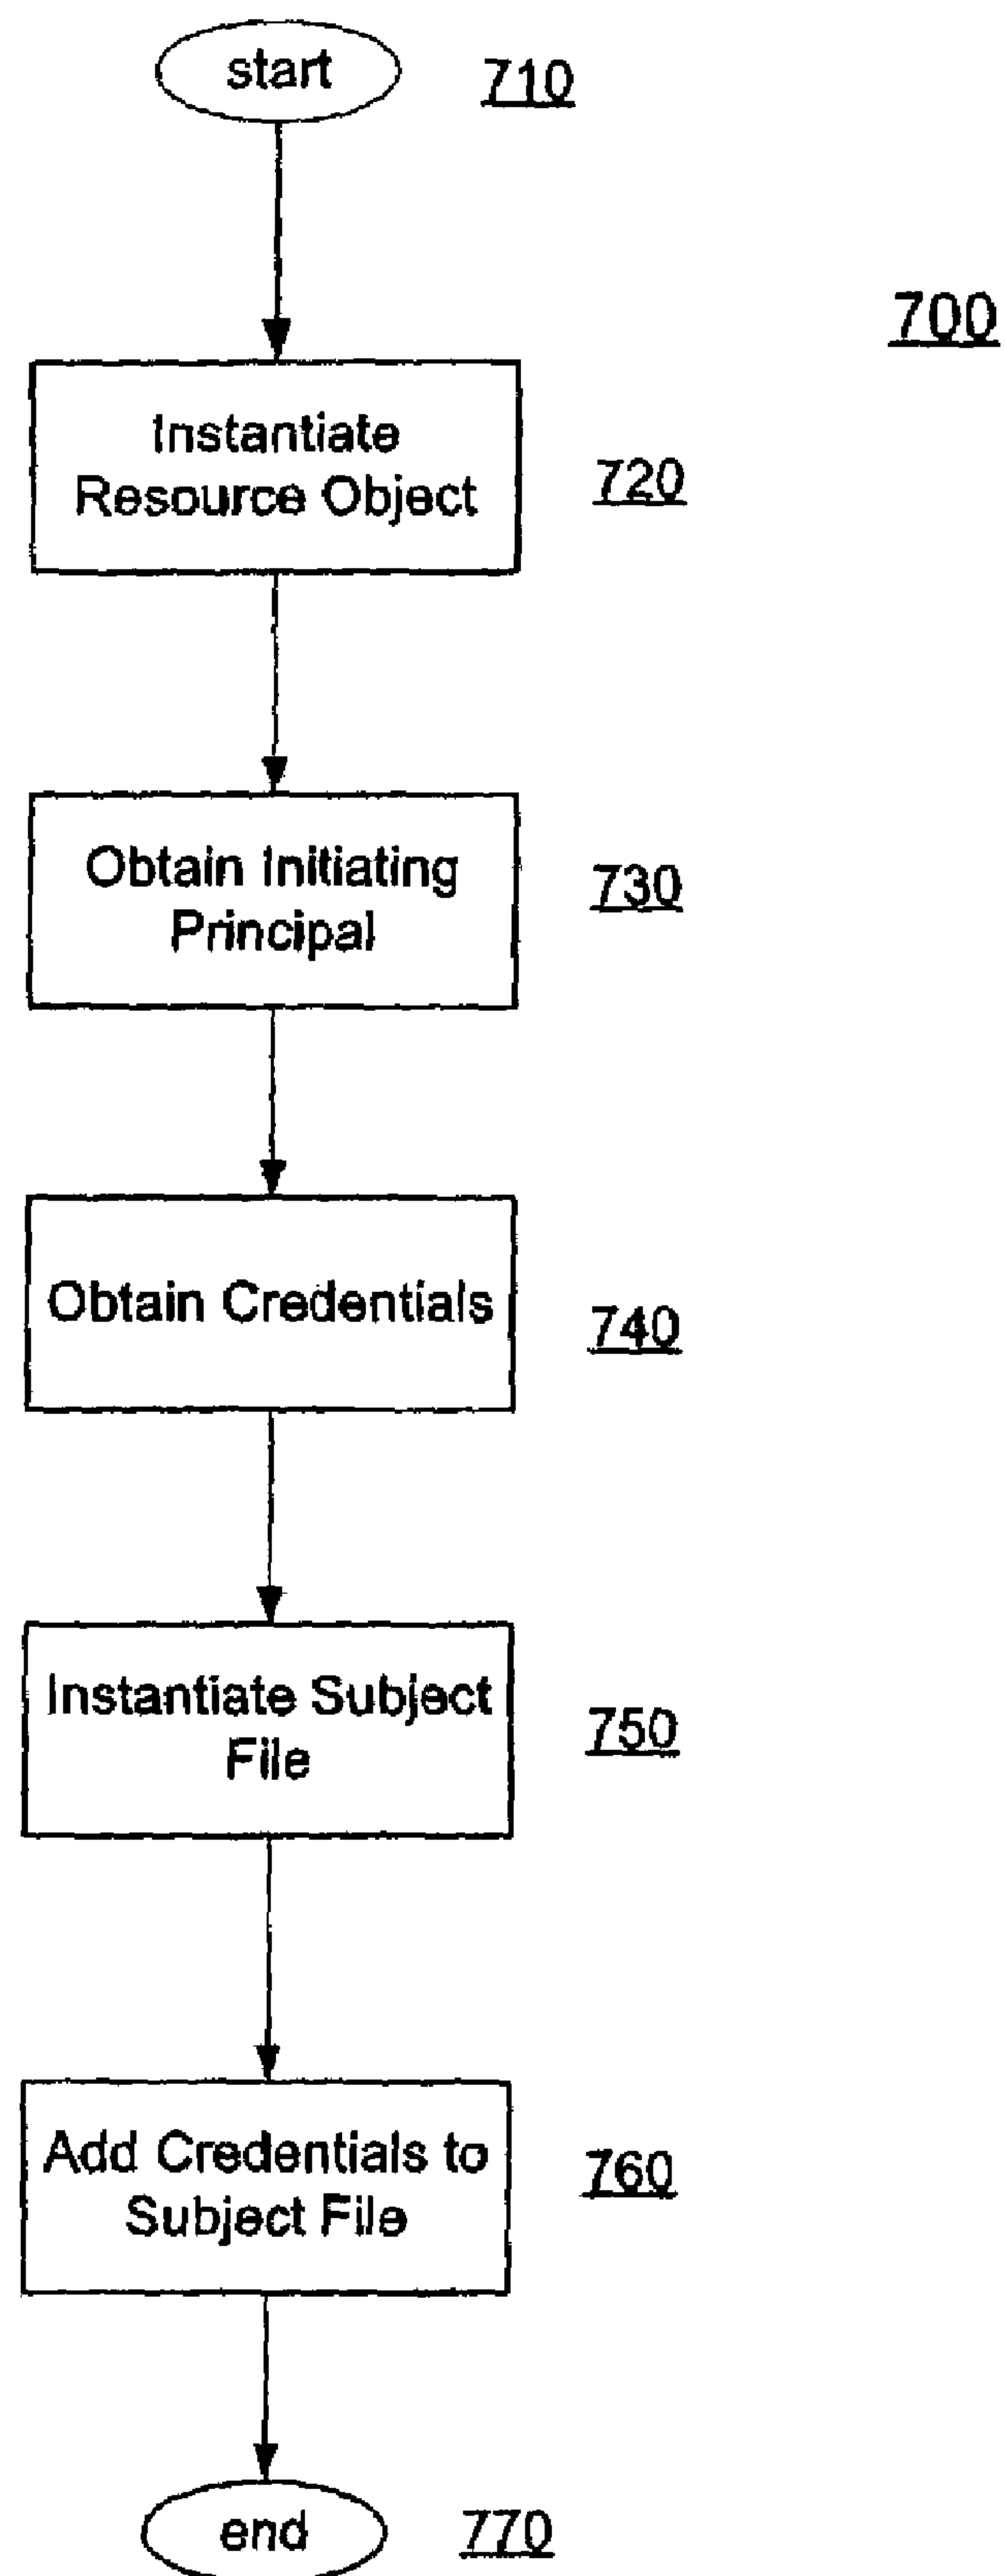 start
710
700
Instantiate
Resource Object
720
Obtain Initiating
Principal
730
Obtain Credentials
740
Instantiate Subject
File
750
Add Credentials to
Subject File
760
end
770